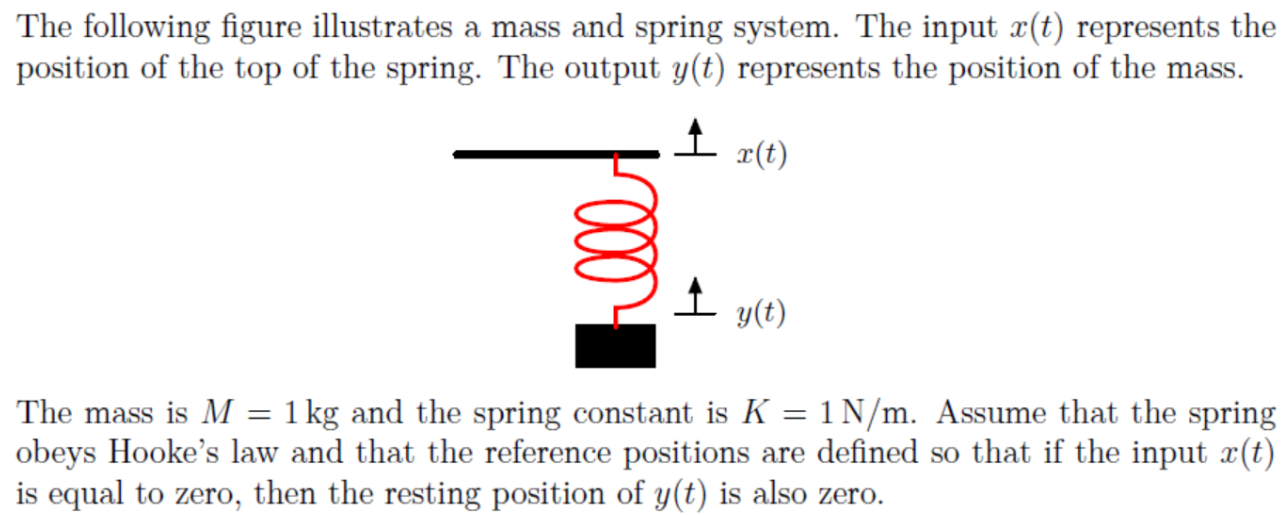 The following figure illustrates a mass and spring system. The input x(t) represents the
position of the top of the spring. The output y(t) represents the position of the mass.
x(t)
y(t)
The mass is M = 1 kg and the spring constant is K = 1 N/m. Assume that the spring
obeys Hooke's law and that the reference positions are defined so that if the input x(t)
is equal to zero, then the resting position of y(t) is also zero.